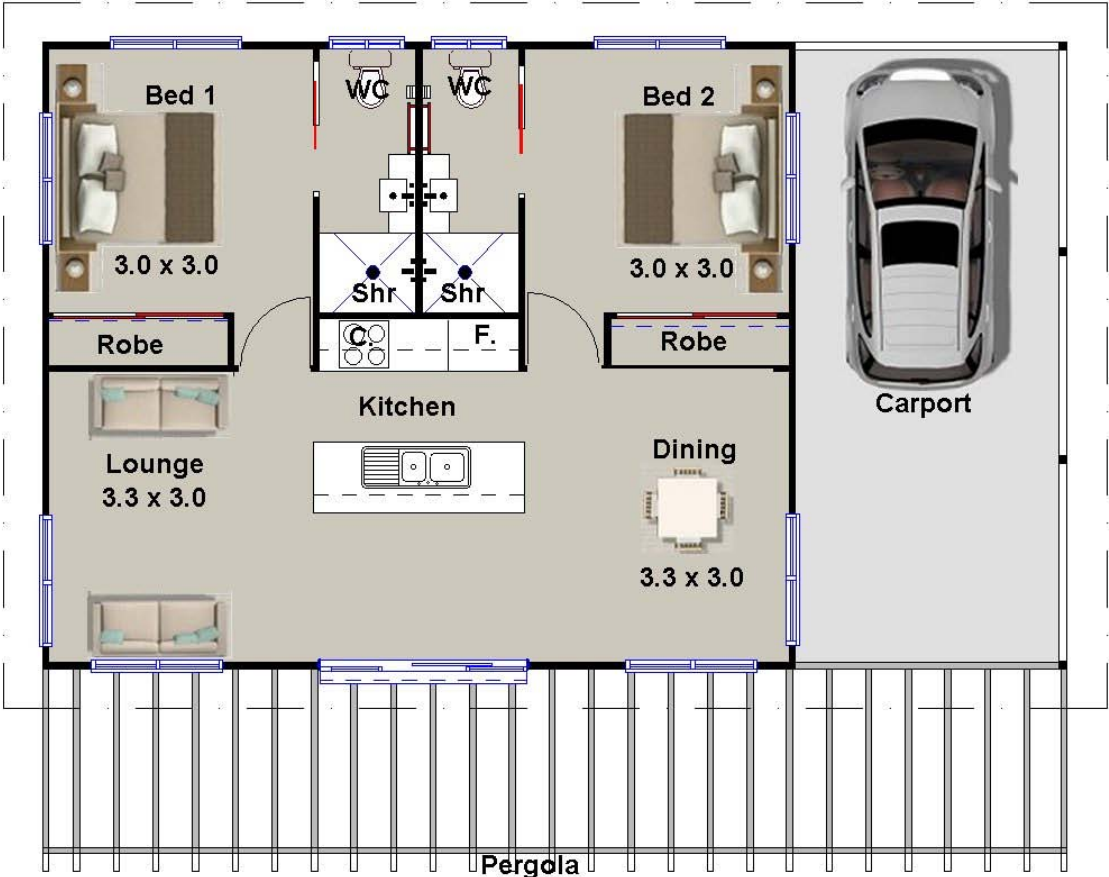 WC
WC
Bed 1
Bed 2
3.0 x 3.0
3.0 x 3.0
Shr
Shr
Robe
C.
F.
Robe
Kitchen
Carport
Lounge
3.3 x 3.0
Dining
3.3 x 3.0
Pergola